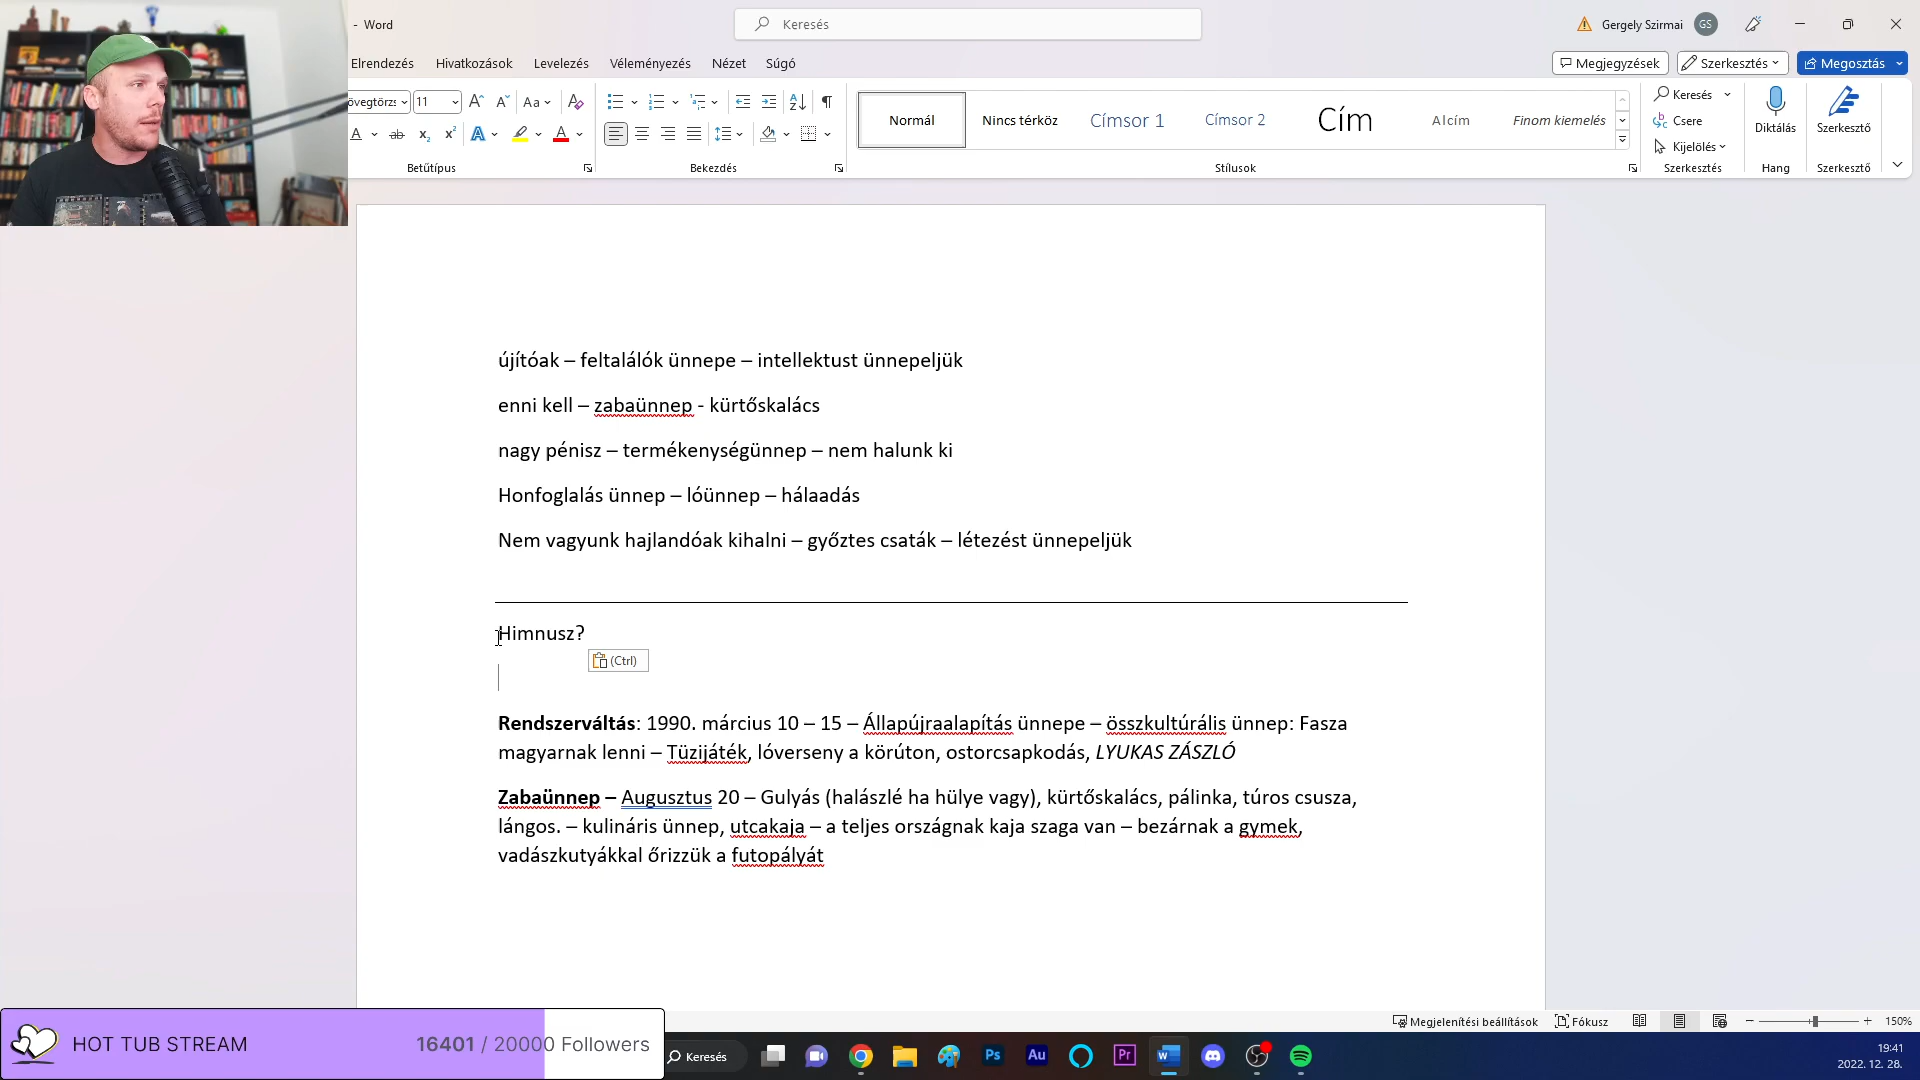 - Word
Keresés
Gergely Szirmai
GS
Elrendezés Hivatkozások Levelezés Véleményezés Nézet Súgó
Megjegyzések
Szerkesztés
Megosztás
11
Aa
Normál
Nincs térköz
Címsor 1
Címsor 2
Cím
Alcím
Finom kiemelés
Keresés
Csere
Kijelölés
Diktálás
Szerkesztő
Betűtípus
Bekezdés
Stílusok
Szerkesztés
Hang
Szerkesztő
újítóak – feltalálók ünnepe – intellektust ünnepeljük
enni kell – zabaünnep - kürtőskalács
nagy pénisz – termékenységünnep – nem halunk ki
Honfoglalás ünnep – lóünnep – hálaadás
Nem vagyunk hajlandóak kihalni – győztes csaták – létezést ünnepeljük
Himnusz?
(Ctrl)
Rendszerváltás: 1990. március 10 – 15 – Állapújraalapítás ünnepe – összkultúrális ünnep: Fasza
magyarnak lenni – Tüzijáték, lóverseny a körúton, ostorcsapkodás, LYUKAS ZÁSZLÓ
Zabaünnep – Augusztus 20 – Gulyás (halászlé ha hülye vagy), kürtőskalács, pálinka, túros csusza,
lángos. – kulináris ünnep, utcakaja – a teljes országnak kaja szaga van – bezárnak a gymek,
vadászkutyákkal őrizzük a futopályát
Megjelenítési beállítások
Fókusz
150%
HOT TUB STREAM
16401 / 20000 Followers
Keresés
Ps
Au
Pr
19:41
2022. 12. 28.